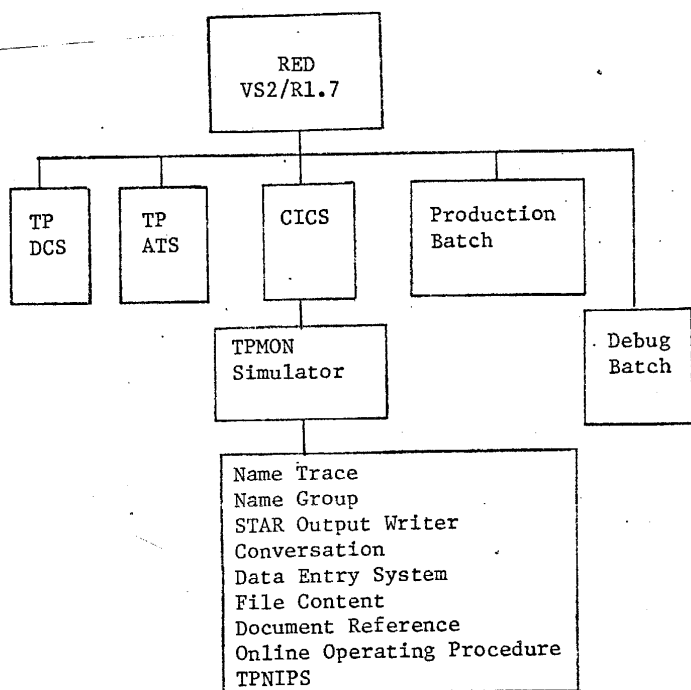 RED
VS2/R1.7
TP
DCS
TP
ATS
CICS
Production
Batch
Debug
Batch
TPMON
Simulator
Name Trace
Name Group
STAR Output Writer
Conversation
Data Entry System
File Content
Document Reference
Online Operating Procedure
TPNIPS